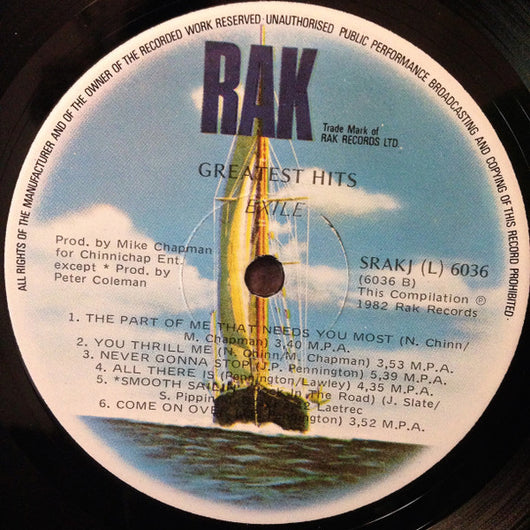 ALL RIGHTS OF THE MANUFACTURER AND OF THE OWNER OF THE RECORDED WORK RESERVED · UNAUTHORISED PUBLIC PERFORMANCE BROADCASTING AND COPYING OF THIS RECORD PROHIBITED ·
RAK
Trade Mark of
RAK RECORDS LTD.
GREATEST HITS
EXILE
Prod. by Mike Chapman
for Chinnichap Ent.
except * Prod. by
Peter Coleman
SRAKJ (L) 6036
(6036 B)
This Compilation ℗
1982 Rak Records
1. THE PART OF ME THAT NEEDS YOU MOST (N. Chinn/
M. Chapman) 3,40 M.P.A.
2. YOU THRILL ME (N. Chinn/M. Chapman) 3,53 M.P.A.
3. NEVER GONNA STOP (J.P. Pennington) 5,39 M.P.A.
4. ALL THERE IS (Pennington/Lawley) 4,35 M.P.A.
5. *SMOOTH In The Road) (J. Slate/
S. Laetrec
6. COME ON 3,52 M.P.A.